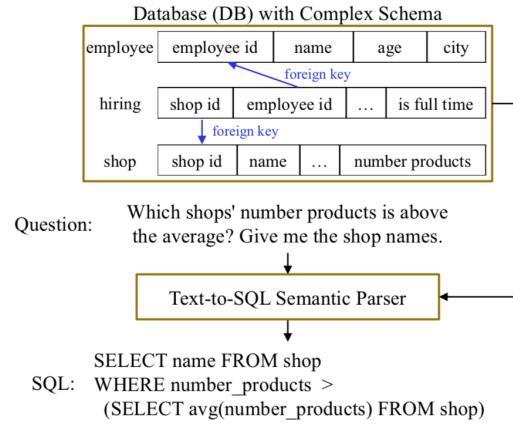 Database (DB) with Complex Schema
employee employee id name age city
foreign key
hiring shop id employee id ... is full time
foreign key
shop shop id name ... number products
Question: Which shops' number products is above
the average? Give me the shop names.
Text-to-SQL Semantic Parser
SELECT name FROM shop
SQL: WHERE number_products >
(SELECT avg(number_products) FROM shop)